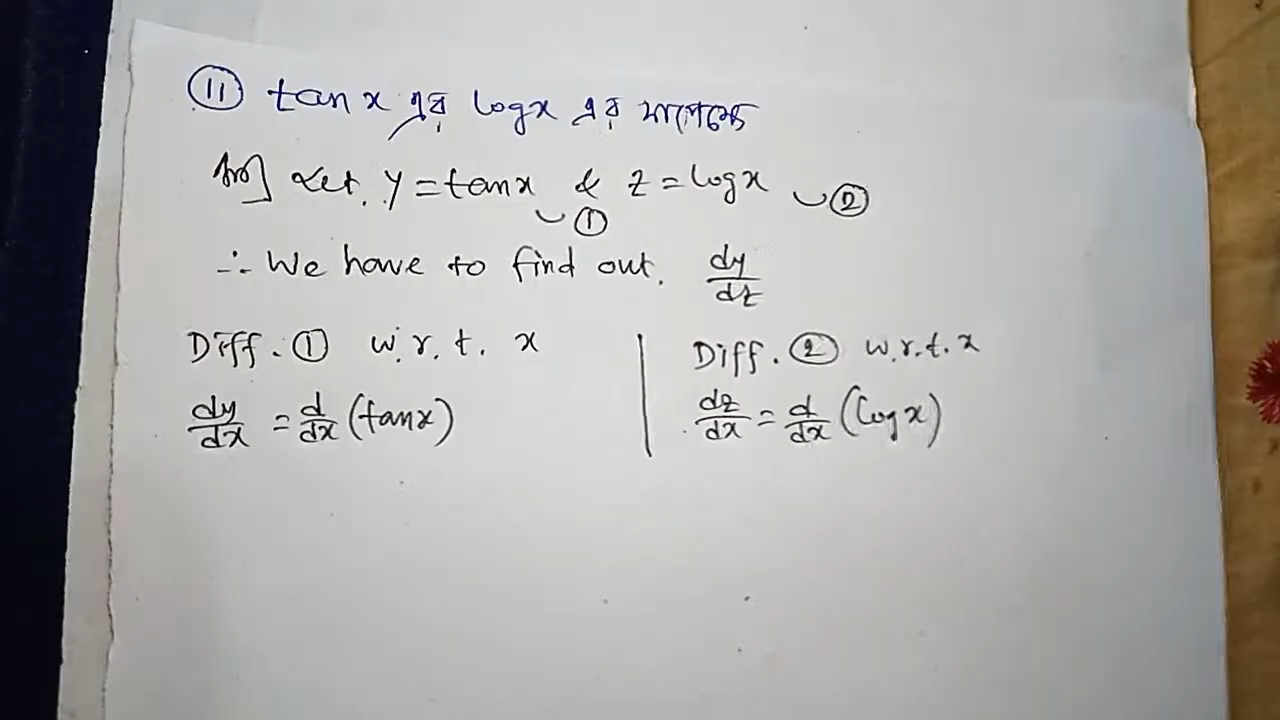 ⑪ tan x এর log x এর সাপেক্ষে
Let, y = tan x & z = log x
① ②
∴ We have to find out. dy/dz
Diff. ① w.r.t. x
dy/dx = d/dx (tan x)
Diff. ② w.r.t. x
dz/dx = d/dx (log x)